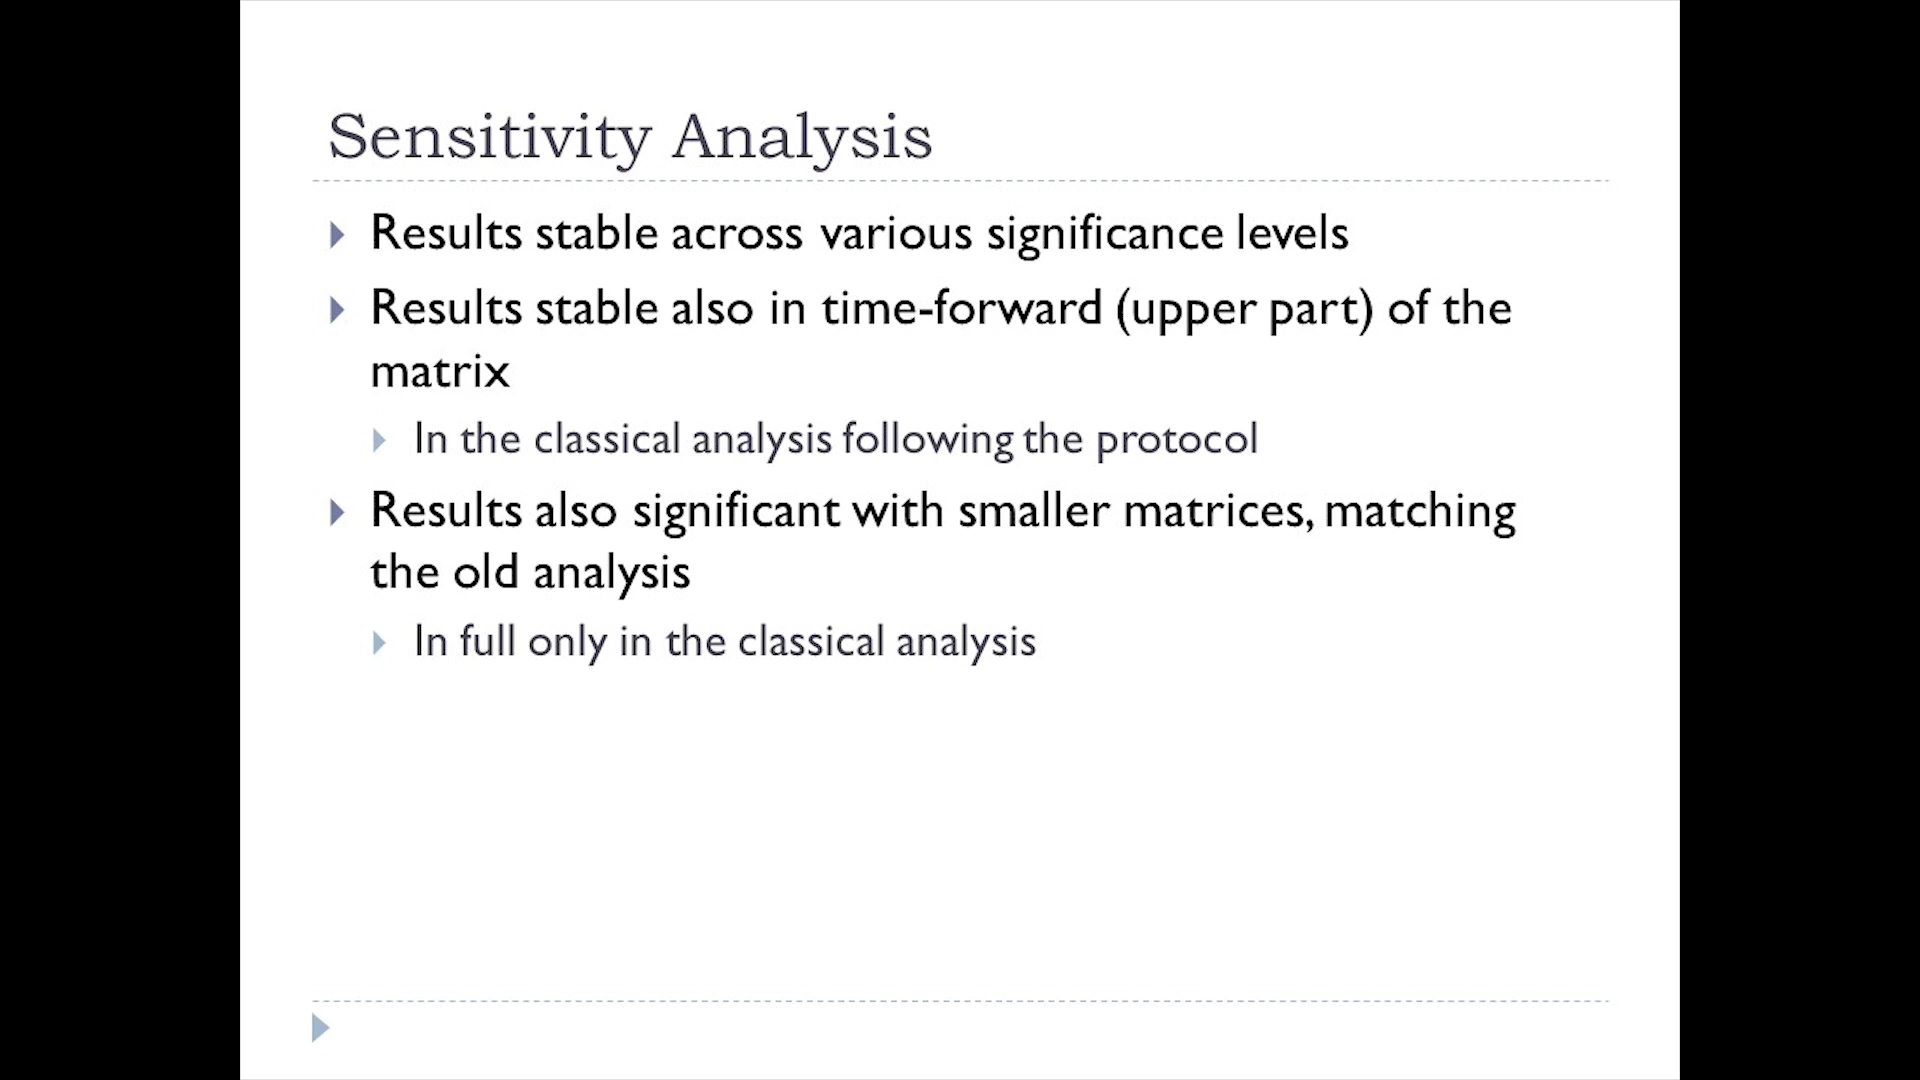 Sensitivity Analysis
Results stable across various significance levels
Results stable also in time-forward (upper part) of the
matrix
In the classical analysis following the protocol
Results also significant with smaller matrices, matching
the old analysis
In full only in the classical analysis